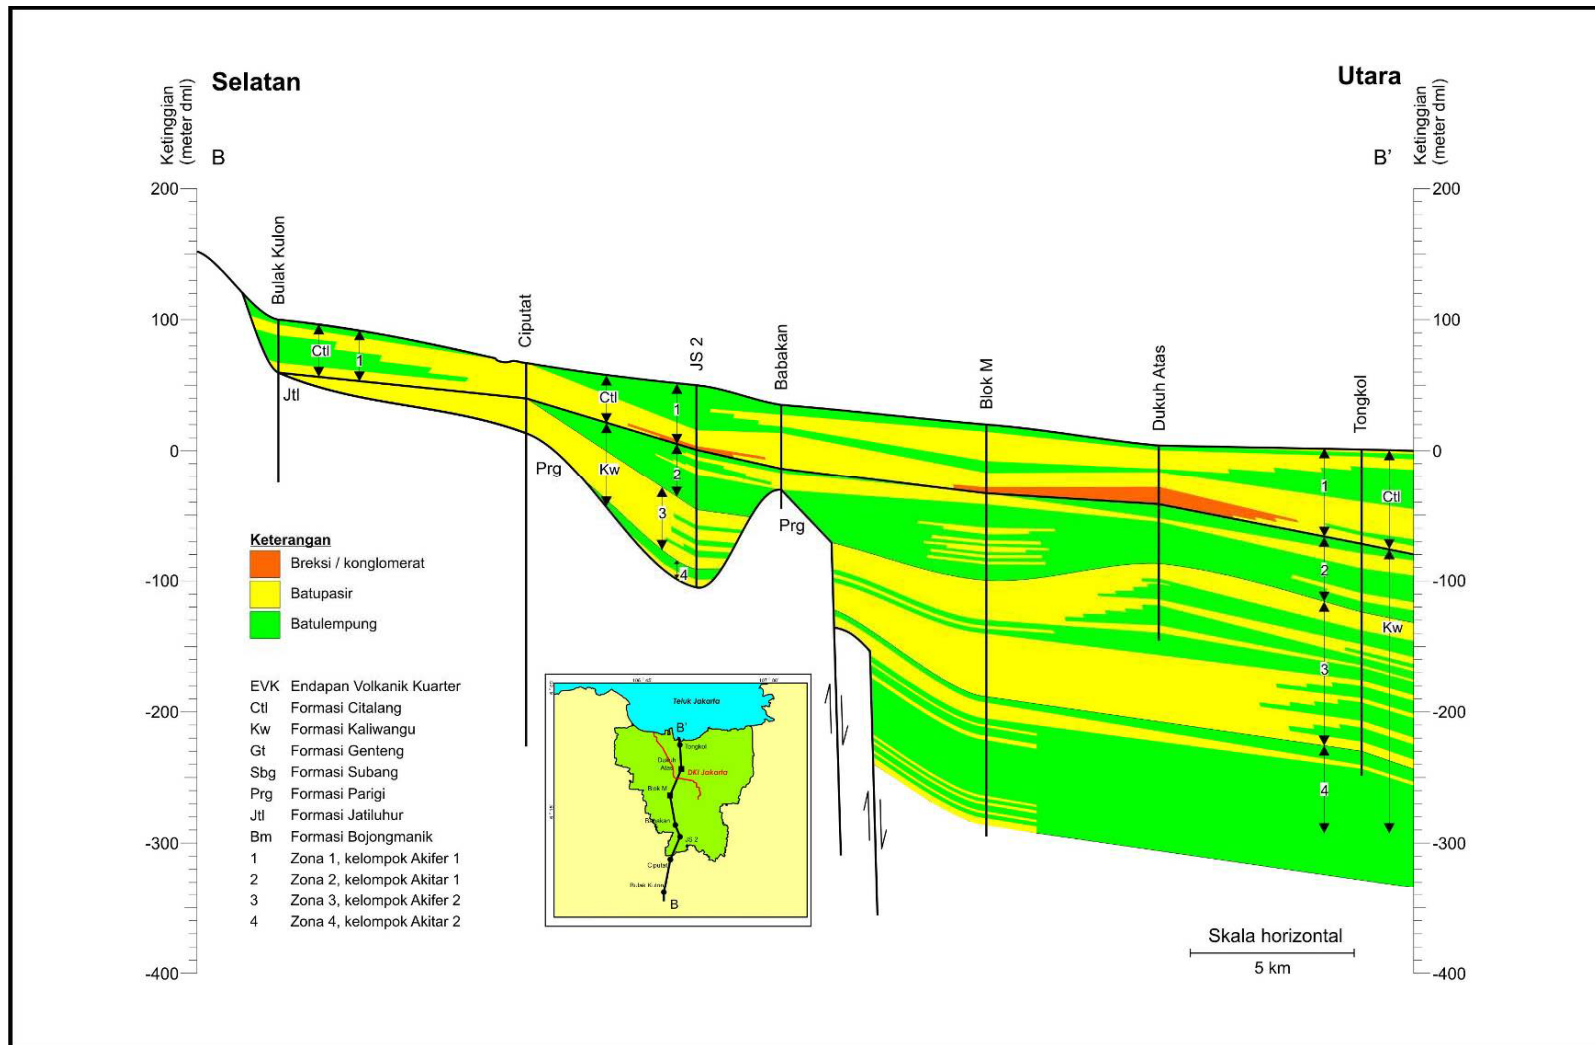 Selatan
Utara
Ketinggian
(meter dml)
Ketinggian
(meter dml)
B
B'
200
100
0
-100
-200
-300
-400
200
100
0
-100
-200
-300
-400
Bulak Kulon
Ciputat
JS 2
Babakan
Blok M
Dukuh Atas
Tongkol
Ctl
1
Jtl
Ctl
1
Kw
2
3
4
Prg
Prg
1
Ctl
2
Kw
3
4
Keterangan
Breksi / konglomerat
Batupasir
Batulempung
EVK Endapan Volkanik Kuarter
Ctl Formasi Citalang
Kw Formasi Kaliwangu
Gt Formasi Genteng
Sbg Formasi Subang
Prg Formasi Parigi
Jtl Formasi Jatiluhur
Bm Formasi Bojongmanik
1 Zona 1, kelompok Akifer 1
2 Zona 2, kelompok Akitar 1
3 Zona 3, kelompok Akifer 2
4 Zona 4, kelompok Akitar 2
Teluk Jakarta
B'
Tongkol
Dukuh
Atas
DKI Jakarta
Blok M
Babakan
JS 2
Ciputat
Bulak Kulon
B
Skala horizontal
5 km